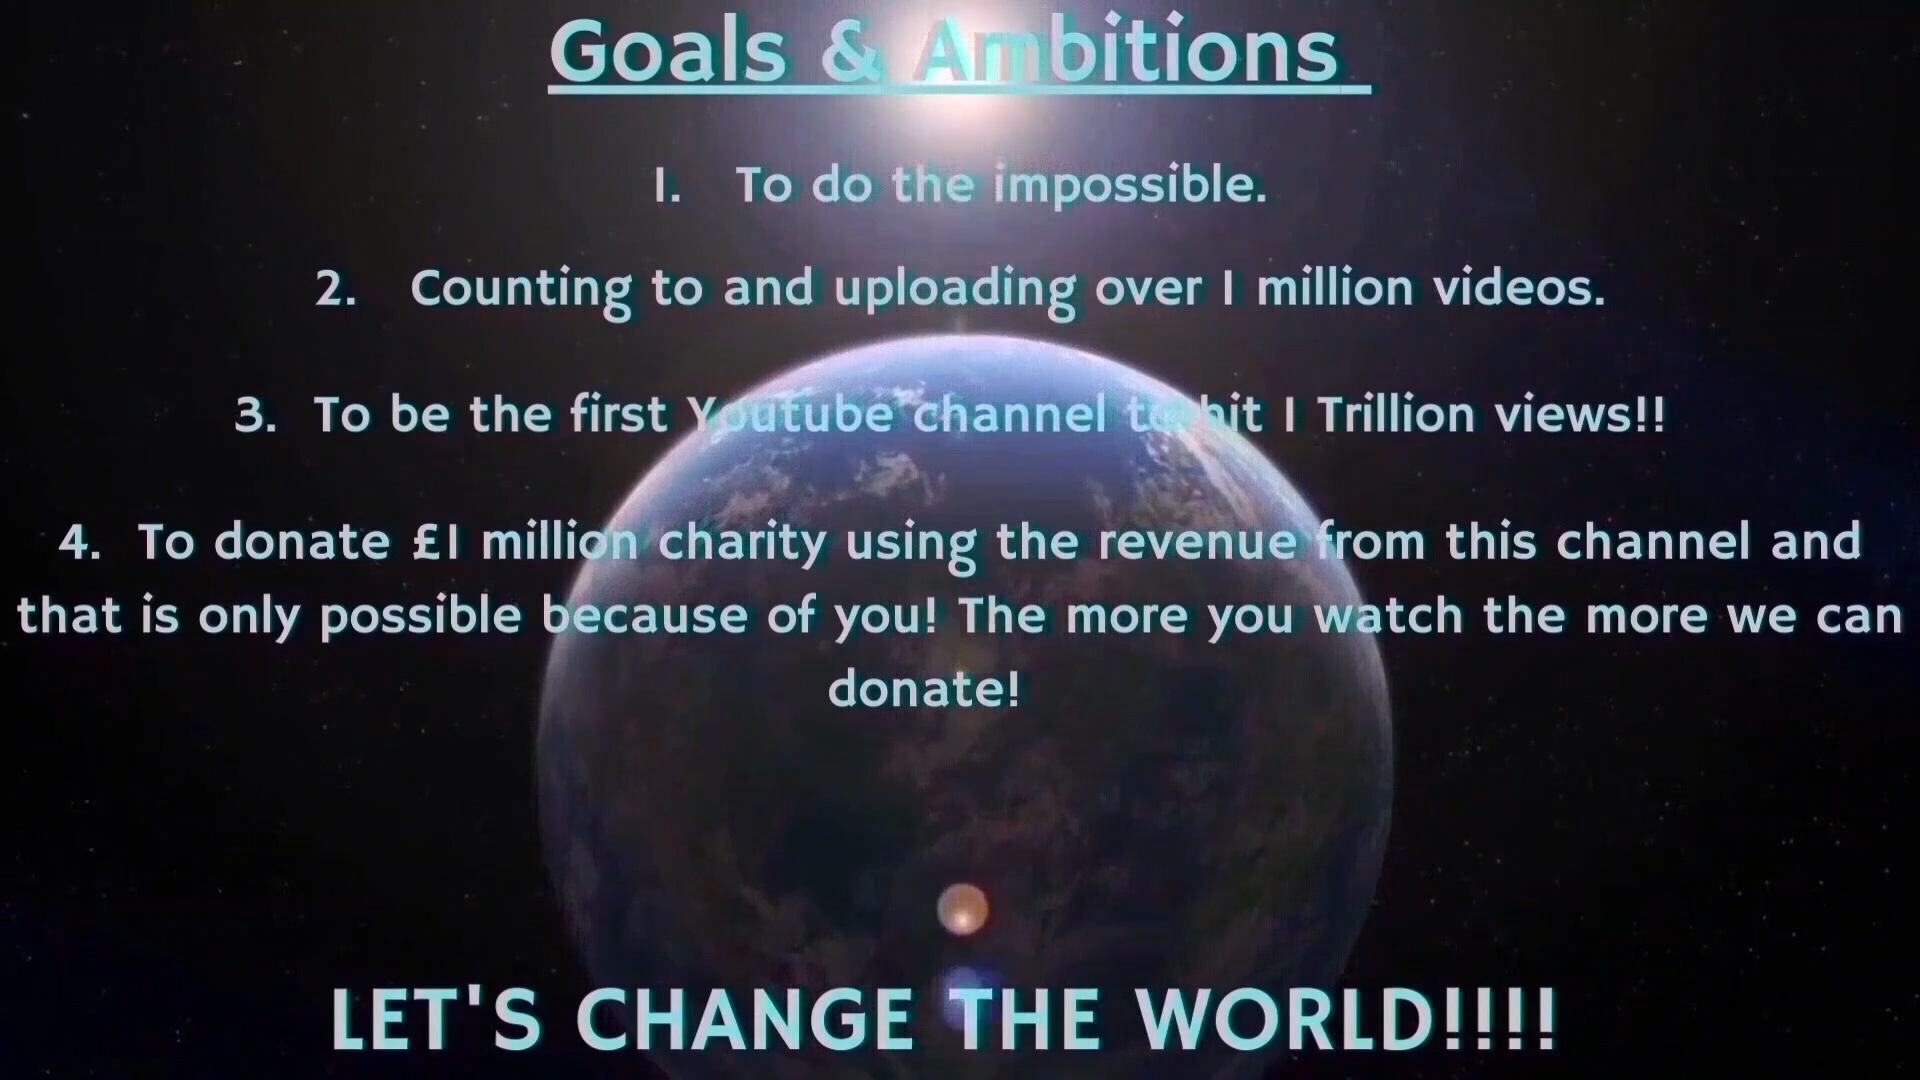 Goals & Ambitions
1. To do the impossible.
2. Counting to and uploading over 1 million videos.
3. To be the first Youtube channel to hit 1 Trillion views!!
4. To donate £1 million charity using the revenue from this channel and
that is only possible because of you! The more you watch the more we can
donate!
LET'S CHANGE THE WORLD!!!!